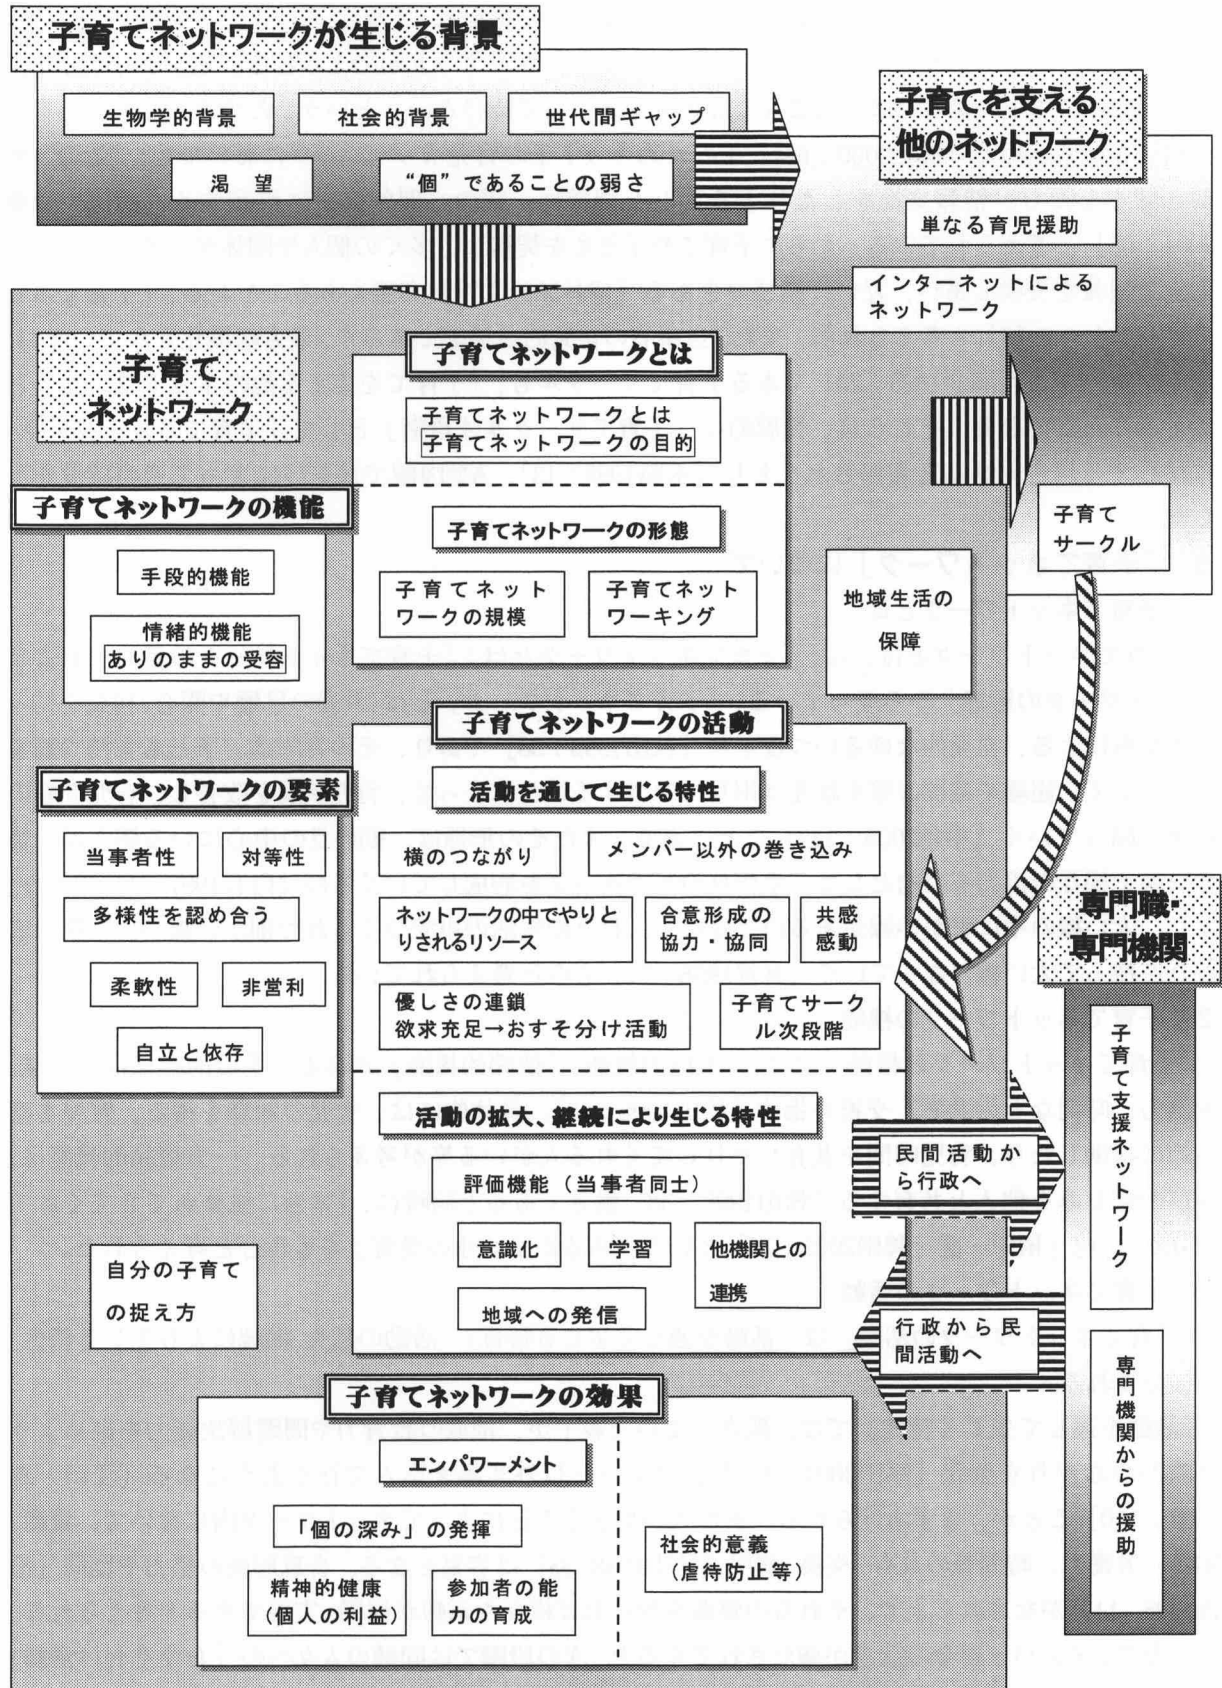 子育てネットワークが生じる背景
生物学的背景
社会的背景
世代間ギャップ
渇望
“個”であることの弱さ
子育てを支える
他のネットワーク
単なる育児援助
インターネットによる
ネットワーク
子育て
サークル
子育て
ネットワーク
子育てネットワークとは
子育てネットワークとは
子育てネットワークの目的
子育てネットワークの形態
子育てネット
ワークの規模
子育てネット
ワーキング
子育てネットワークの機能
手段的機能
情緒的機能
ありのままの受容
地域生活の
保障
子育てネットワークの活動
活動を通して生じる特性
横のつながり
メンバー以外の巻き込み
ネットワークの中でやりと
りされるリソース
合意形成の
協力・協同
共感
感動
優しさの連鎖
欲求充足→おすそ分け活動
子育てサーク
ル次段階
子育てネットワークの要素
当事者性
対等性
多様性を認め合う
柔軟性
非営利
自立と依存
活動の拡大、継続により生じる特性
評価機能（当事者同士）
意識化
学習
他機関との
連携
地域への発信
自分の子育て
の捉え方
専門職・
専門機関
子育て支援ネットワーク
専門機関からの援助
民間活動か
ら行政へ
行政から民
間活動へ
子育てネットワークの効果
エンパワーメント
「個の深み」の発揮
精神的健康
（個人の利益）
参加者の能
力の育成
社会的意義
（虐待防止等）